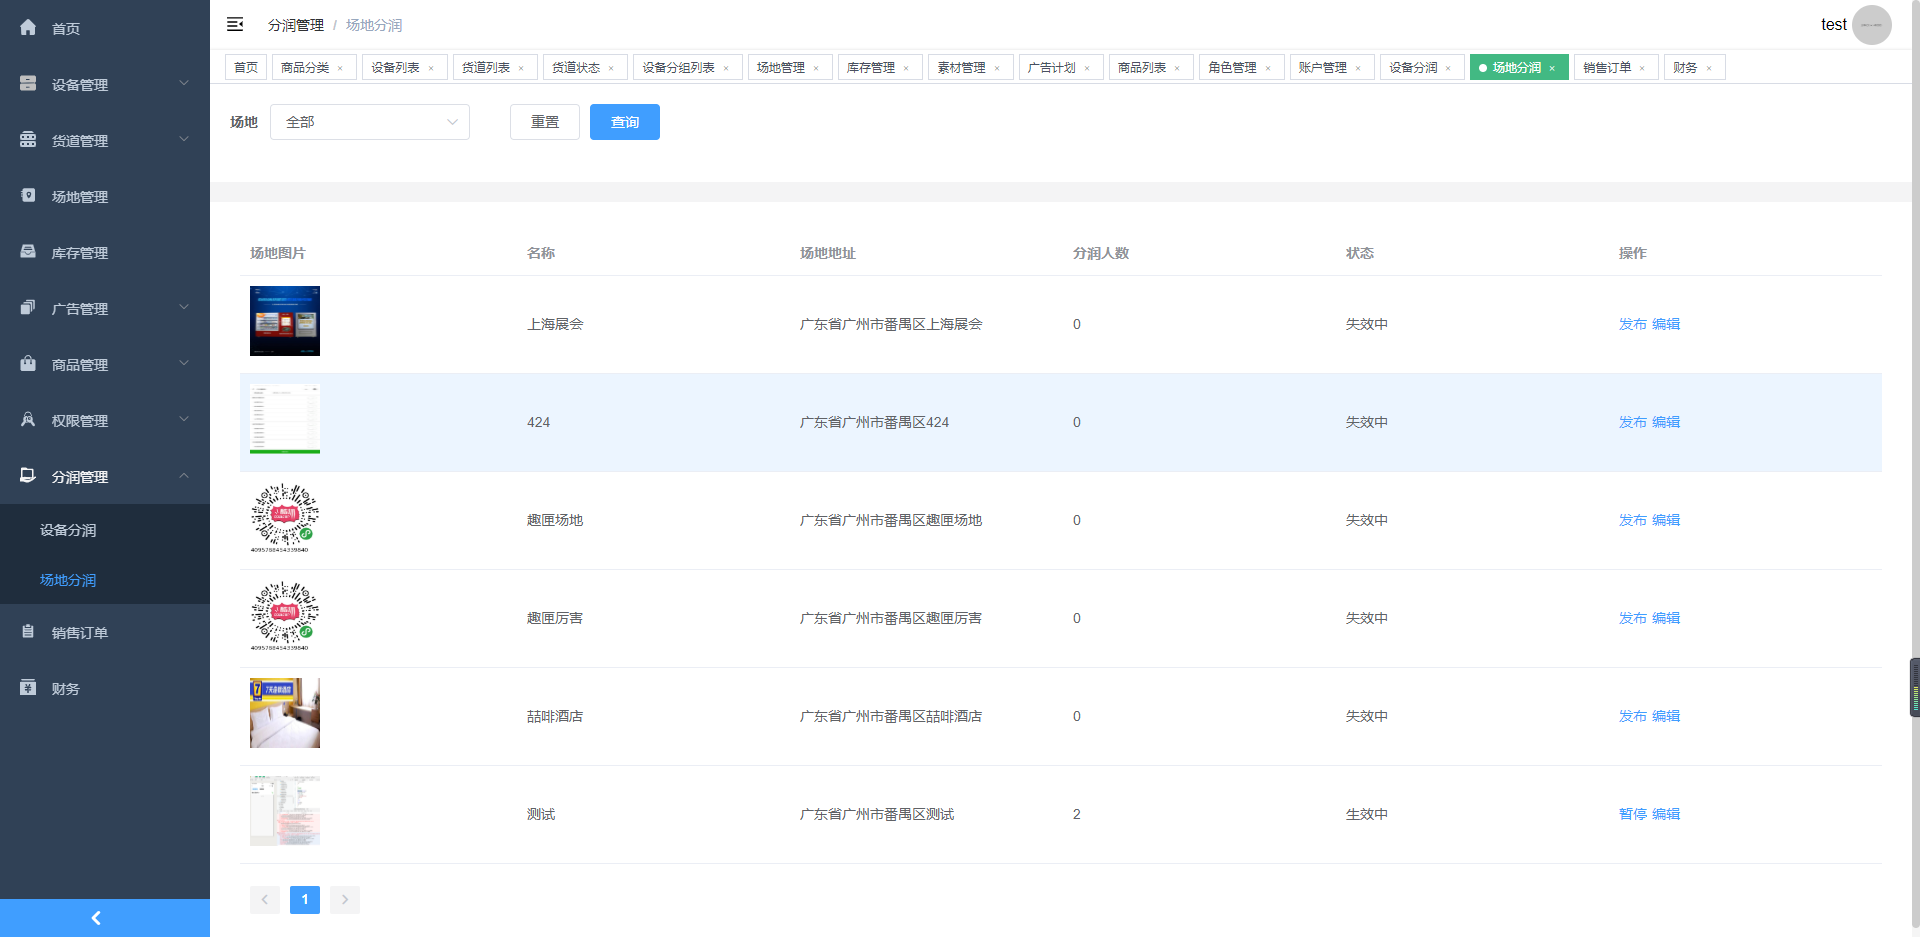 首页
设备管理
货道管理
场地管理
库存管理
广告管理
商品管理
权限管理
分润管理
设备分润
场地分润
销售订单
财务
分润管理 / 场地分润
test
首页 商品分类 × 设备列表 × 货道列表 × 货道状态 × 设备分组列表 × 场地管理 × 库存管理 × 素材管理 × 广告计划 × 商品列表 × 角色管理 × 账户管理 × 设备分润 × 场地分润 × 销售订单 × 财务 ×
场地 全部 重置 查询
场地图片 名称 场地地址 分润人数 状态 操作
上海展会 广东省广州市番禺区上海展会 0 失效中 发布 编辑
424 广东省广州市番禺区424 0 失效中 发布 编辑
趣匣场地 广东省广州市番禺区趣匣场地 0 失效中 发布 编辑
4095788454339840
趣匣厉害 广东省广州市番禺区趣匣厉害 0 失效中 发布 编辑
4095788454339840
7 7天连锁酒店
喆啡酒店 广东省广州市番禺区喆啡酒店 0 失效中 发布 编辑
测试 广东省广州市番禺区测试 2 生效中 暂停 编辑
1